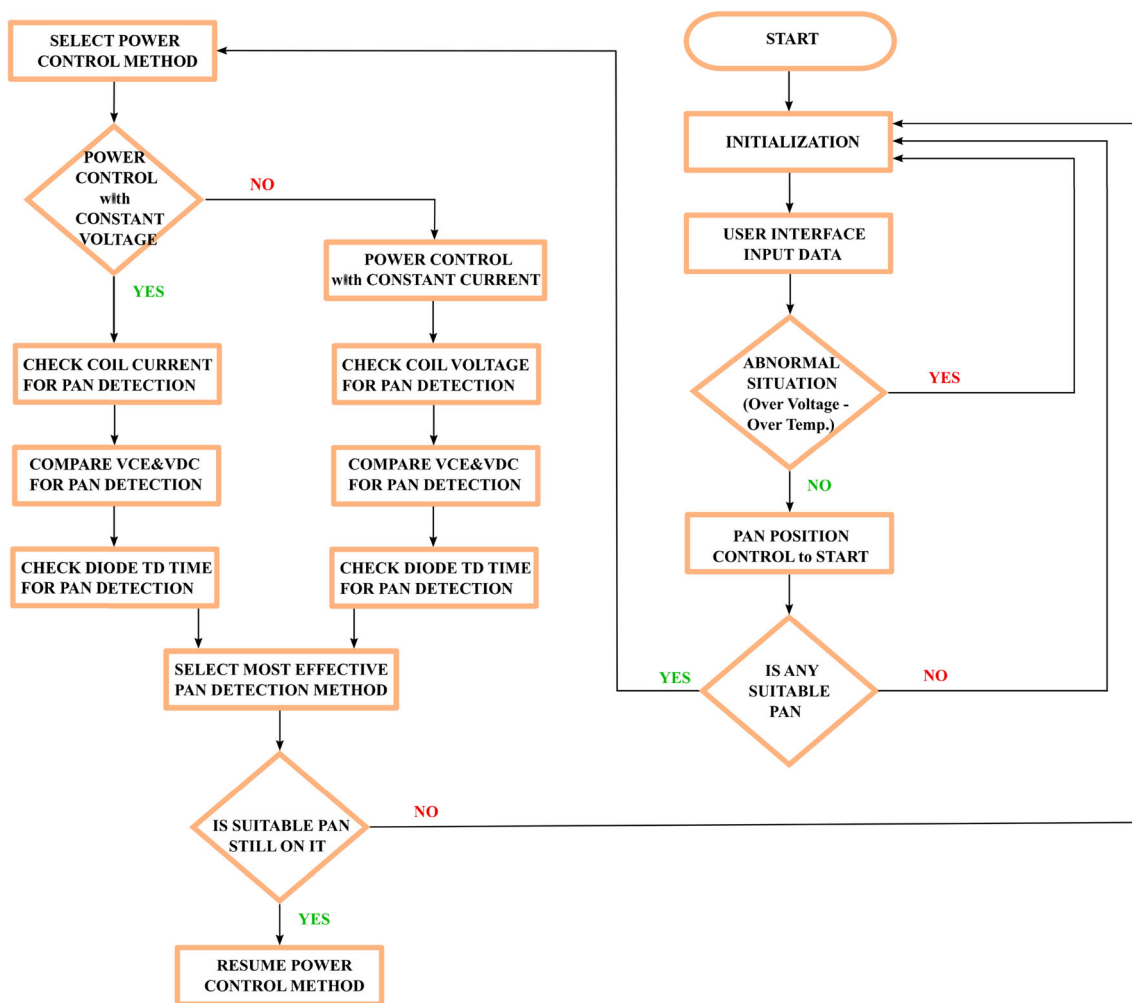 START
INITIALIZATION
USER INTERFACE
INPUT DATA
ABNORMAL
SITUATION
(Over Voltage -
Over Temp.)
YES
NO
PAN POSITION
CONTROL to START
IS ANY
SUITABLE
PAN
YES
NO
SELECT POWER
CONTROL METHOD
POWER
CONTROL
with
CONSTANT
VOLTAGE
NO
YES
POWER CONTROL
with CONSTANT CURRENT
CHECK COIL CURRENT
FOR PAN DETECTION
CHECK COIL VOLTAGE
FOR PAN DETECTION
COMPARE VCE&VDC
FOR PAN DETECTION
COMPARE VCE&VDC
FOR PAN DETECTION
CHECK DIODE TD TIME
FOR PAN DETECTION
CHECK DIODE TD TIME
FOR PAN DETECTION
SELECT MOST EFFECTIVE
PAN DETECTION METHOD
IS SUITABLE PAN
STILL ON IT
NO
YES
RESUME POWER
CONTROL METHOD